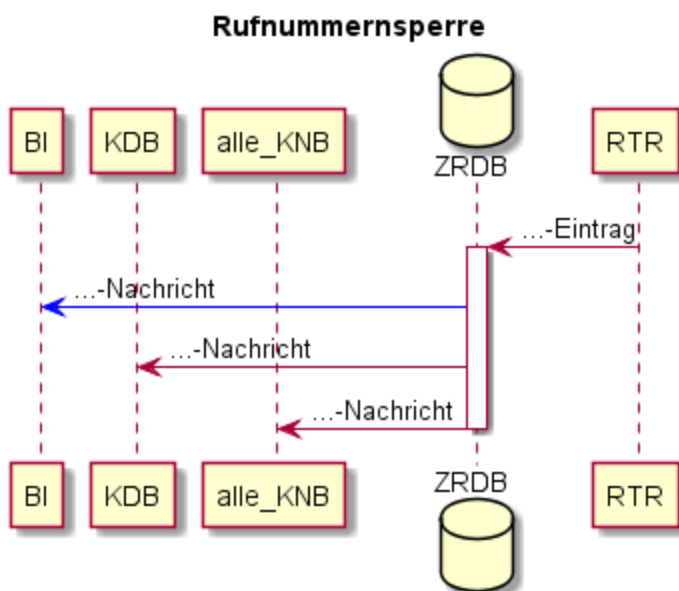 Rufnummernsperre
BI
KDB
alle_KNB
ZRDB
RTR
...-Eintrag
...-Nachricht
...-Nachricht
...-Nachricht
BI
KDB
alle_KNB
ZRDB
RTR